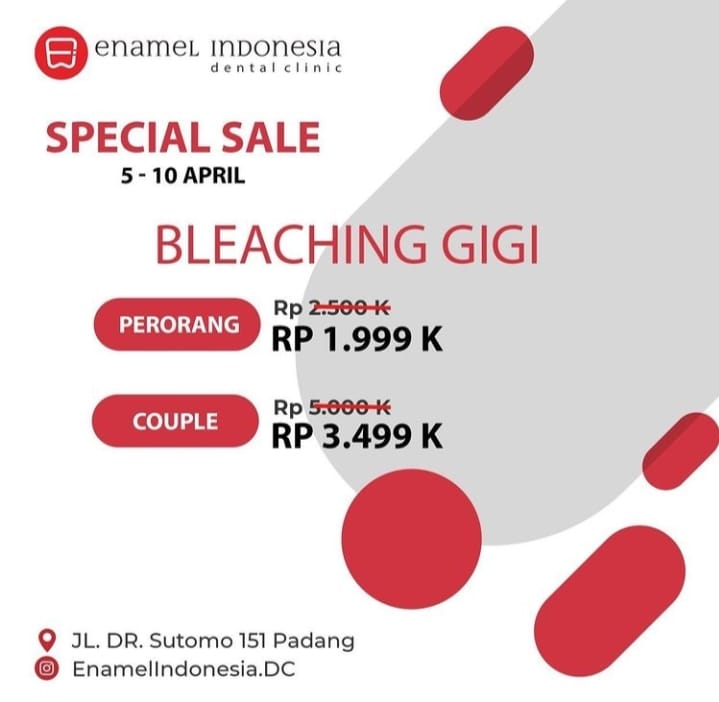 enamel indonesia
dental clinic
SPECIAL SALE
5 - 10 APRIL
BLEACHING GIGI
PERORANG
Rp 2.500 K
RP 1.999 K
COUPLE
Rp 5.000 K
RP 3.499 K
JL. DR. Sutomo 151 Padang
EnamelIndonesia.DC